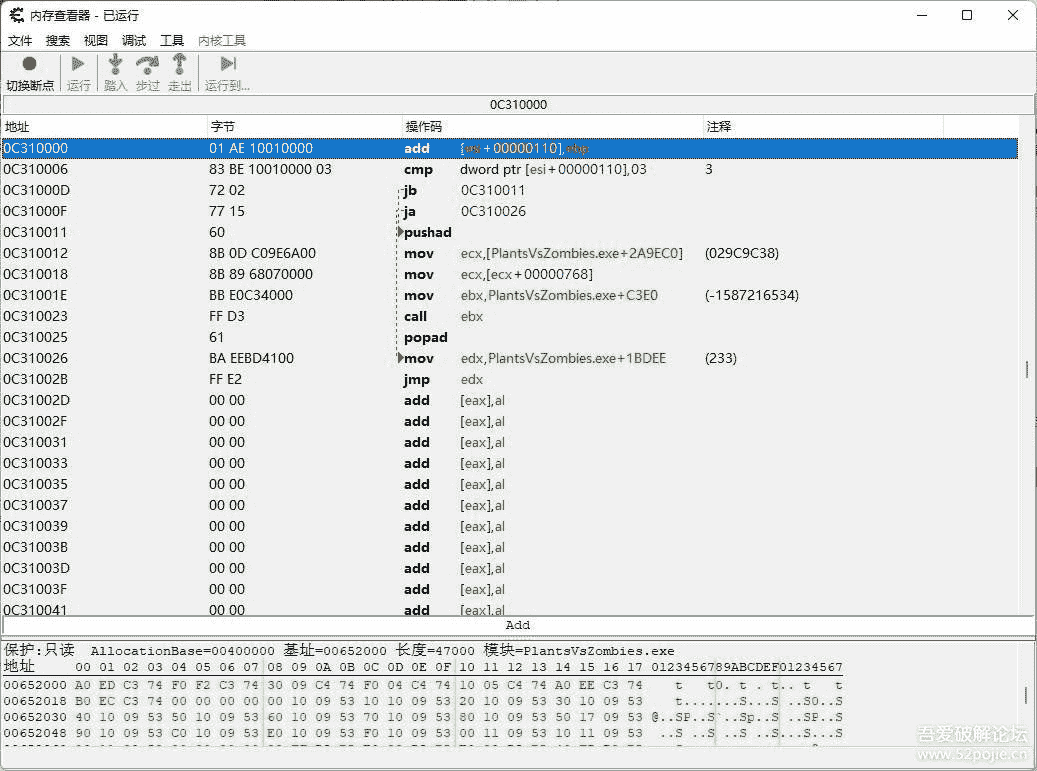 内存查看器 - 已运行
文件 搜索 视图 调试 工具 内核工具
切换断点 运行 踏入 步过 走出 运行到...
0C310000
地址 字节 操作码 注释
0C310000 01 AE 10010000 add [esi+00000110],ebp
0C310006 83 BE 10010000 03 cmp dword ptr [esi+00000110],03 3
0C31000D 72 02 jb 0C310011
0C31000F 77 15 ja 0C310026
0C310011 60 pushad
0C310012 8B 0D C09E6A00 mov ecx,[PlantsVsZombies.exe+2A9EC0] (029C9C38)
0C310018 8B 89 68070000 mov ecx,[ecx+00000768]
0C31001E BB E0C34000 mov ebx,PlantsVsZombies.exe+C3E0 (-1587216534)
0C310023 FF D3 call ebx
0C310025 61 popad
0C310026 BA EEBD4100 mov edx,PlantsVsZombies.exe+1BDEE (233)
0C31002B FF E2 jmp edx
0C31002D 00 00 add [eax],al
0C31002F 00 00 add [eax],al
0C310031 00 00 add [eax],al
0C310033 00 00 add [eax],al
0C310035 00 00 add [eax],al
0C310037 00 00 add [eax],al
0C310039 00 00 add [eax],al
0C31003B 00 00 add [eax],al
0C31003D 00 00 add [eax],al
0C31003F 00 00 add [eax],al
0C310041 00 00 add [eax],al
Add
保护:只读 AllocationBase=00400000 基址=00652000 长度=47000 模块=PlantsVsZombies.exe
地址 00 01 02 03 04 05 06 07 08 09 0A 0B 0C 0D 0E 0F 10 11 12 13 14 15 16 17 0123456789ABCDEF01234567
00652000 A0 ED C3 74 F0 F2 C3 74 30 09 C4 74 F0 04 C4 74 10 05 C4 74 A0 EE C3 74 t t0. t . t.. t t
00652018 B0 EC C3 74 00 00 00 00 00 10 09 53 10 10 09 53 20 10 09 53 30 10 09 53 t.......S...S ..S0..S
00652030 40 10 09 53 50 10 09 53 60 10 09 53 70 10 09 53 80 10 09 53 50 17 09 53 @..SP..S`..Sp..S ..SP..S
00652048 90 10 09 53 C0 10 09 53 E0 10 09 53 F0 10 09 53 00 11 09 53 10 11 09 53 ..S ..S ..S ..S...S...S
吾爱破解论坛
www.52pojie.cn